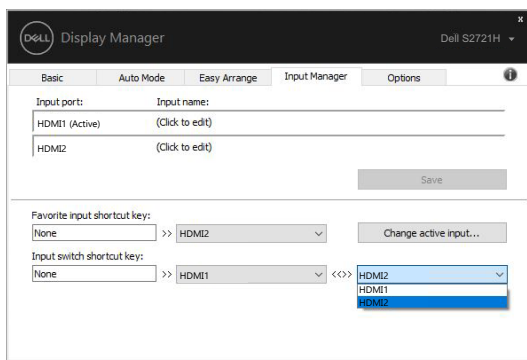 x
DELL Display Manager Dell S2721H
Basic Auto Mode Easy Arrange Input Manager Options i
Input port: Input name:
HDMI1 (Active) (Click to edit)
HDMI2 (Click to edit)
Save
Favorite input shortcut key:
None >> HDMI2 Change active input...
Input switch shortcut key:
None >> HDMI1 <<>> HDMI2
HDMI1
HDMI2